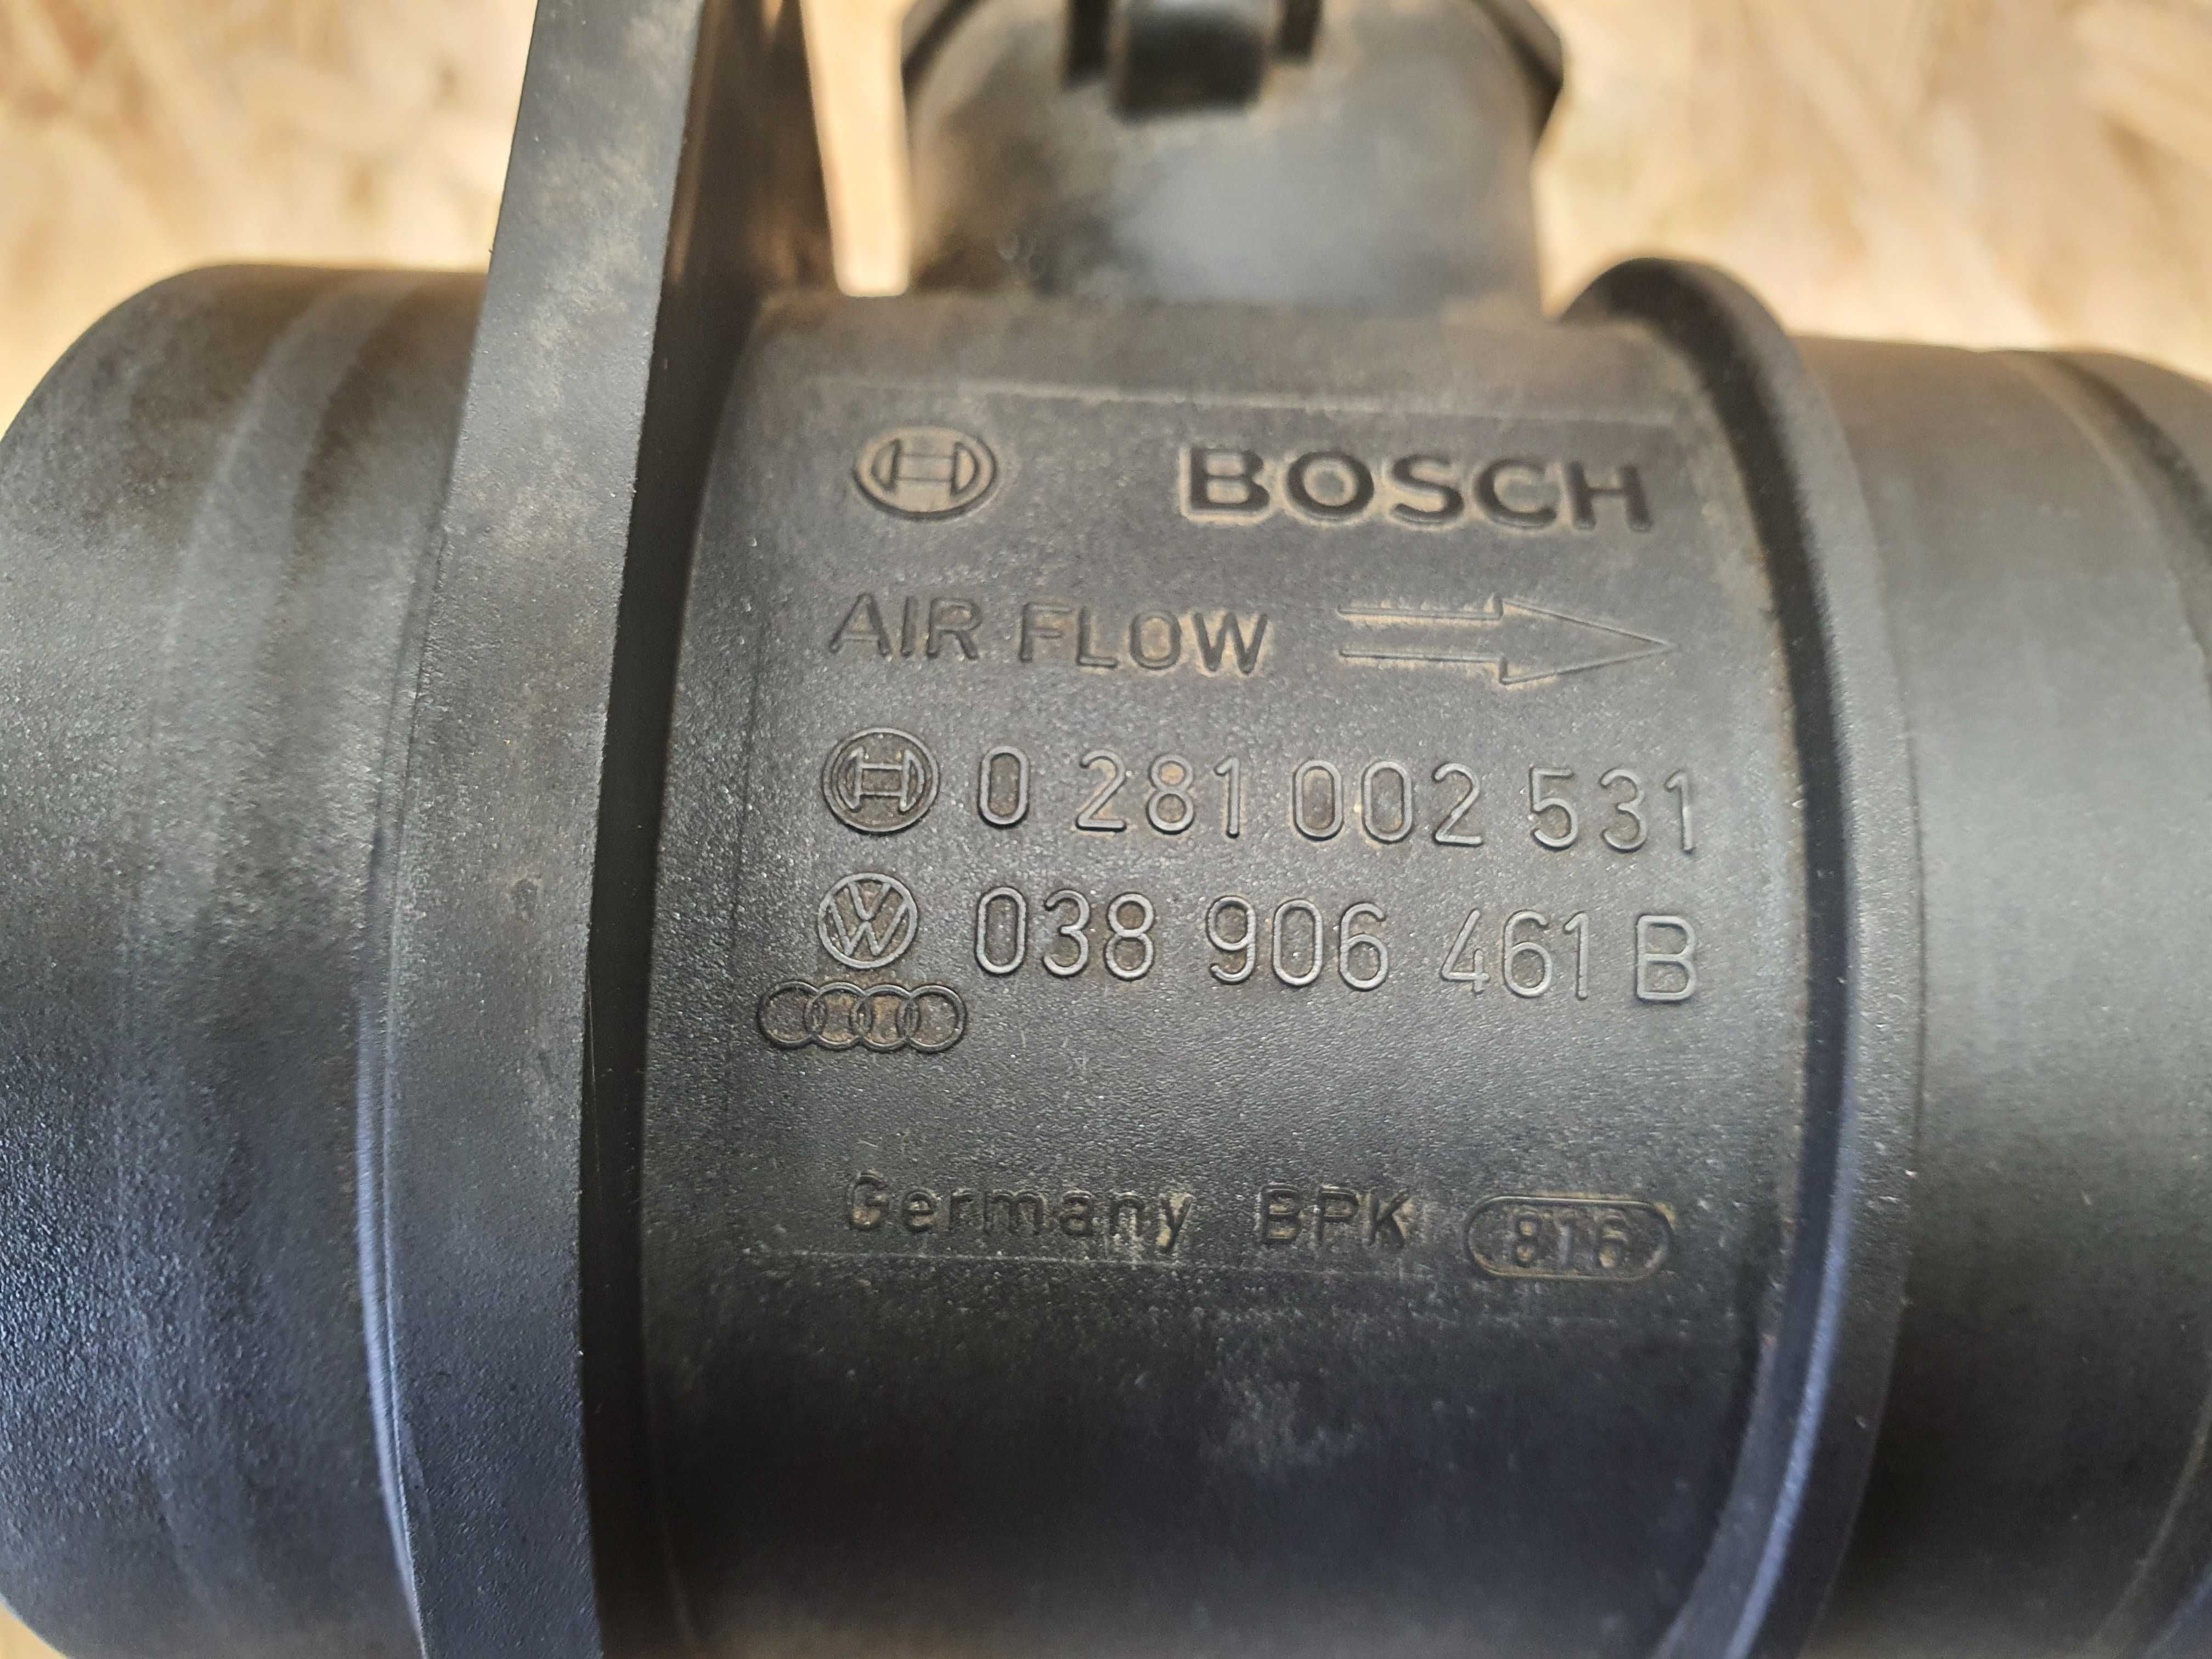 BOSCH
AIR FLOW
0 281 002 531
038 906 461 B
Germany BPK 816